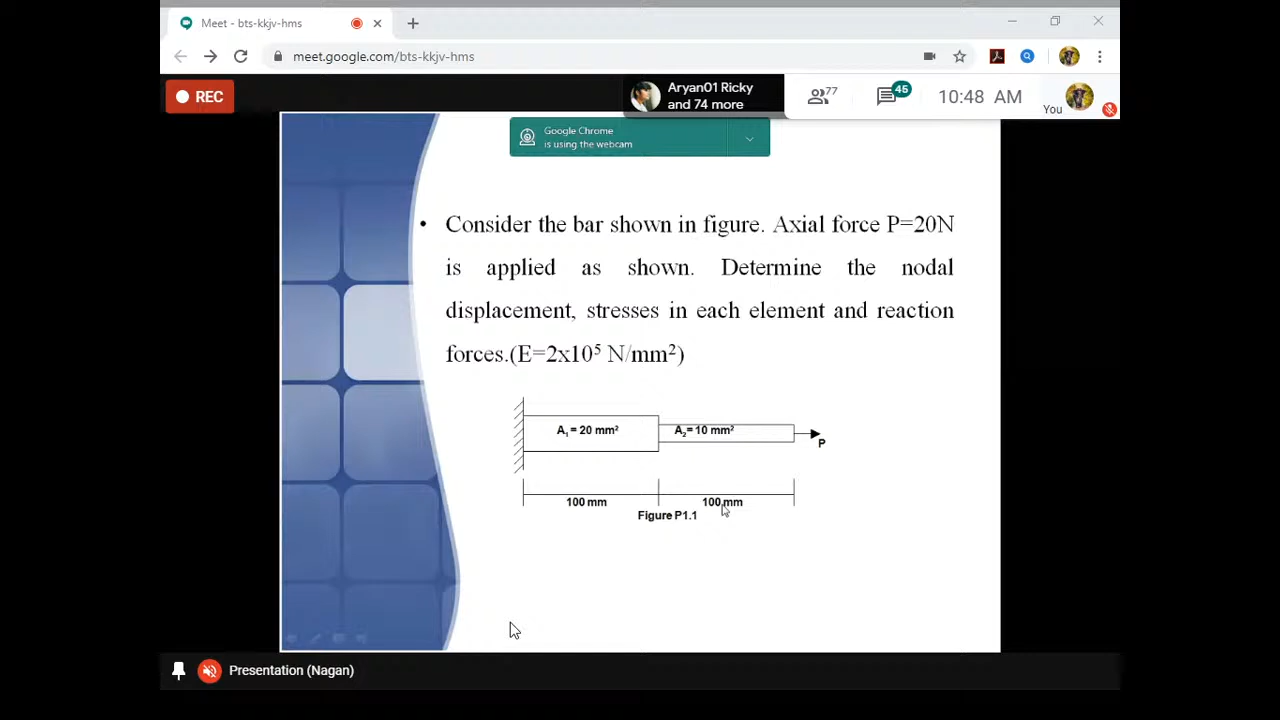 Meet - bts-kkjv-hms
meet.google.com/bts-kkjv-hms
REC
Aryan01 Ricky
and 74 more
77
45
10:48 AM
You
Google Chrome
is using the webcam
• Consider the bar shown in figure. Axial force P=20N
is applied as shown. Determine the nodal
displacement, stresses in each element and reaction
forces.(E=2x10⁵ N/mm²)
A₁ = 20 mm² A₂= 10 mm²
P
100 mm 100 mm
Figure P1.1
Presentation (Nagan)